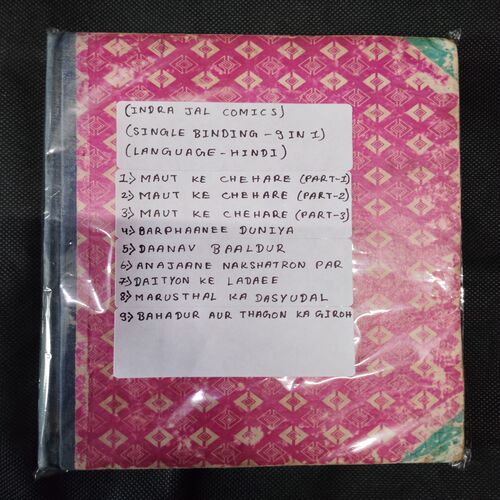 (INDRA JAL COMICS)
(SINGLE BINDING - 9 IN 1)
(LANGUAGE - HINDI)
1⟩ MAUT KE CHEHARE (PART-1)
2⟩ MAUT KE CHEHARE (PART-2)
3⟩ MAUT KE CHEHARE (PART-3)
4⟩ BARPHAANEE DUNIYA
5⟩ DAANAV BAALDUR
6⟩ ANAJAANE NAKSHATRON PAR
7⟩ DAITYON KE LADAEE
8⟩ MARUSTHAL KA DASYUDAL
9⟩ BAHADUR AUR THAGON KA GIROH